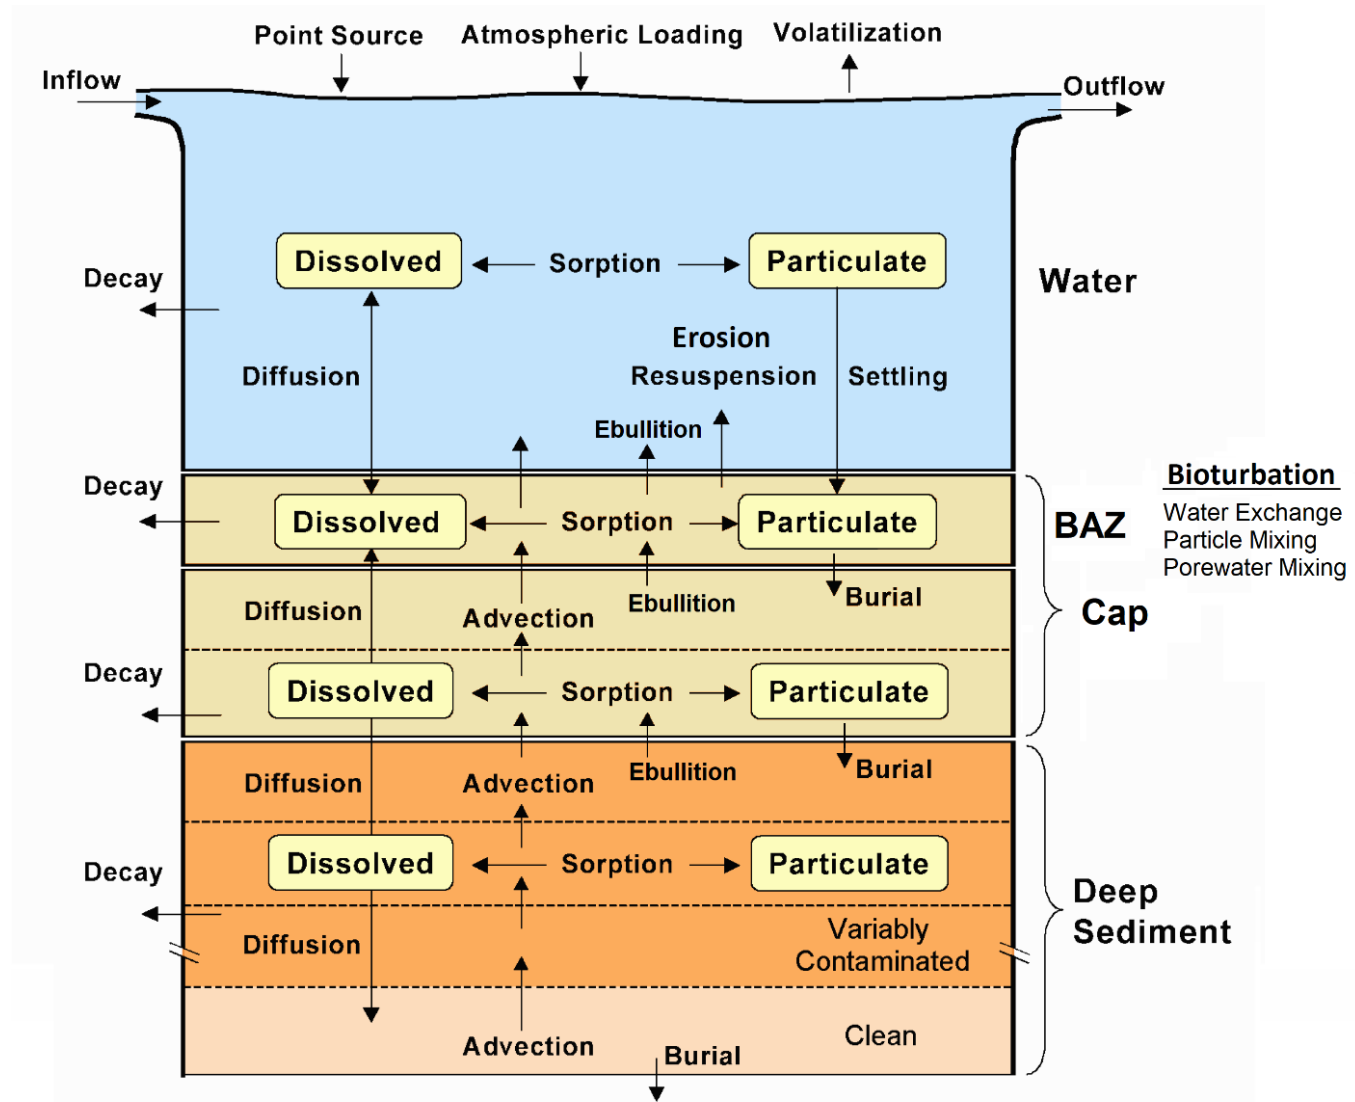 Point Source
Atmospheric Loading
Volatilization
Inflow
Outflow
Dissolved
Sorption
Particulate
Decay
Water
Erosion
Resuspension
Diffusion
Settling
Ebullition
Bioturbation
Water Exchange
Particle Mixing
Porewater Mixing
Decay
Dissolved
Sorption
Particulate
BAZ
Diffusion
Advection
Ebullition
Burial
Cap
Decay
Dissolved
Sorption
Particulate
Diffusion
Advection
Ebullition
Burial
Decay
Dissolved
Sorption
Particulate
Deep
Sediment
Diffusion
Variably
Contaminated
Advection
Clean
Burial